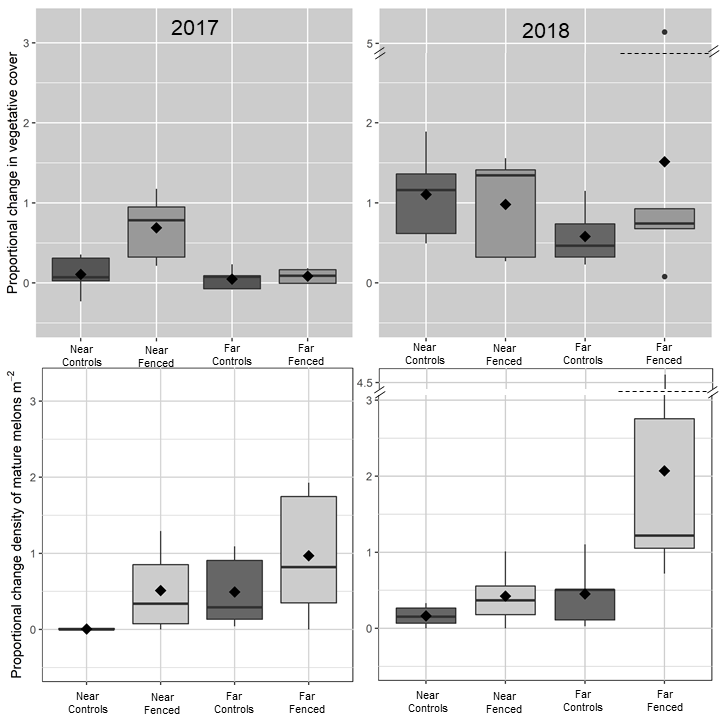 2017
2018
Proportional change in vegetative cover
3
2
1
0
5
2
1
0
Near
Controls
Near
Fenced
Far
Controls
Far
Fenced
Near
Controls
Near
Fenced
Far
Controls
Far
Fenced
Proportional change density of mature melons m⁻²
3
2
1
0
4.5
3
2
1
0
Near
Controls
Near
Fenced
Far
Controls
Far
Fenced
Near
Controls
Near
Fenced
Far
Controls
Far
Fenced